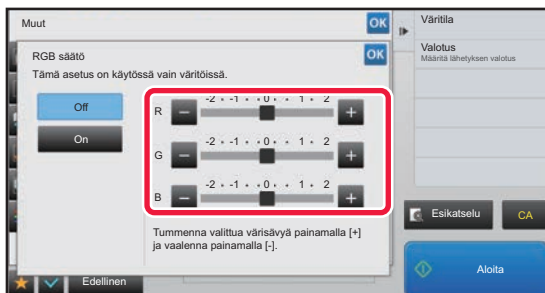 Muut
OK
RGB säätö
OK
Tämä asetus on käytössä vain väritöissä.
Off
On
R
-2 • -1 • • 0 • • 1 • 2
G
-2 • -1 • • 0 • • 1 • 2
B
-2 • -1 • • 0 • • 1 • 2
Tummenna valittua värisävyä painamalla [+]
ja vaalenna painamalla [-].
Edellinen
Väritila
Valotus
Määritä lähetyksen valotus
Esikatselu
CA
Aloita